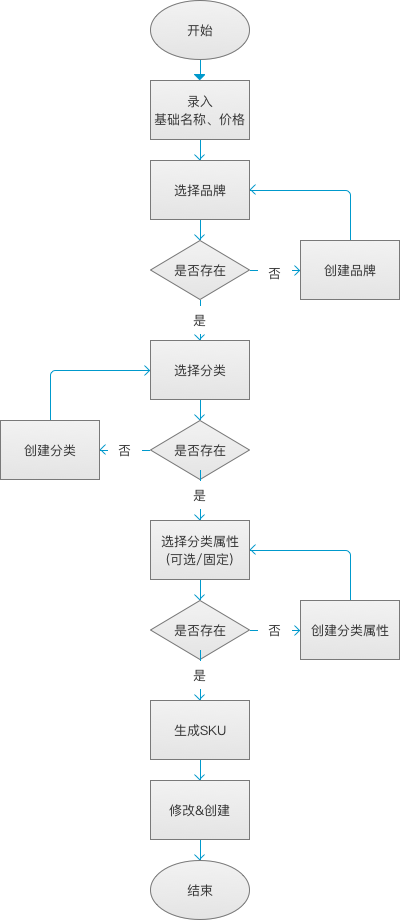 开始
录入
基础名称、价格
选择品牌
是否存在
否
创建品牌
是
选择分类
创建分类
否
是否存在
是
选择分类属性
(可选/固定)
是否存在
否
创建分类属性
是
生成SKU
修改&创建
结束